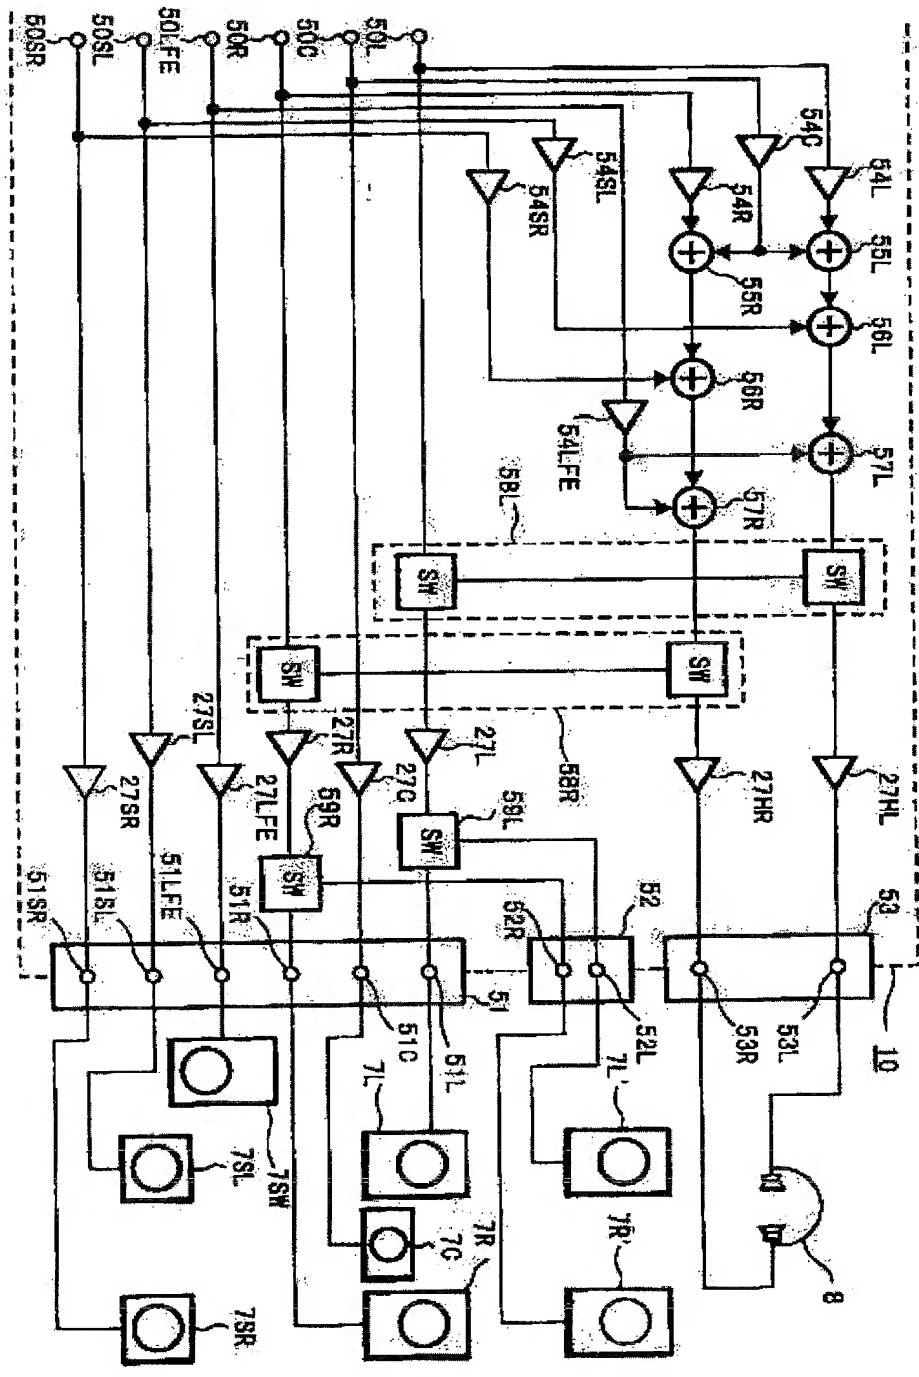 50SR
50SL
50LFE
50R
50C
50L
54C
54L
54SL
54SR
54R
55L
55R
56L
56R
54LFE
57L
57R
58L
SW
SW
SW
SW
58R
27SL
27SR
27LFE
27R
27C
27L
27HR
27HL
59R
59L
SW
SW
51SR
51SL
51LFE
51R
52R
52
53
51
51C
51L
52L
53R
53L
10
7L
7L'
7SW
7SL
7C
7R
7R'
7SR
8